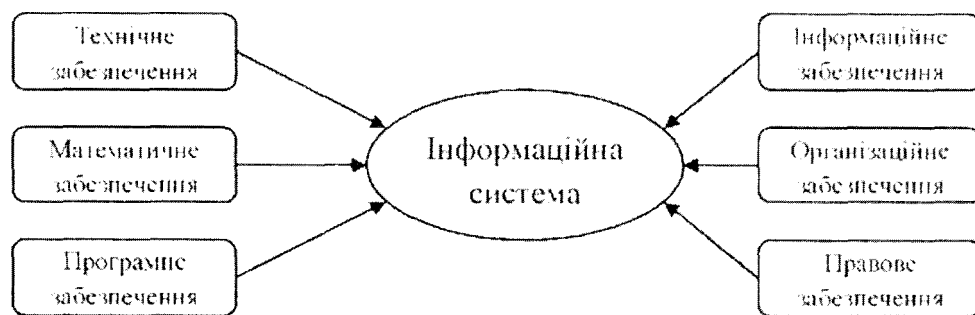 Технічне
забезпечення
Математичне
забезпечення
Програмне
забезпечення
Інформаційна
система
Інформаційне
забезпечення
Організаційне
забезпечення
Правове
забезпечення